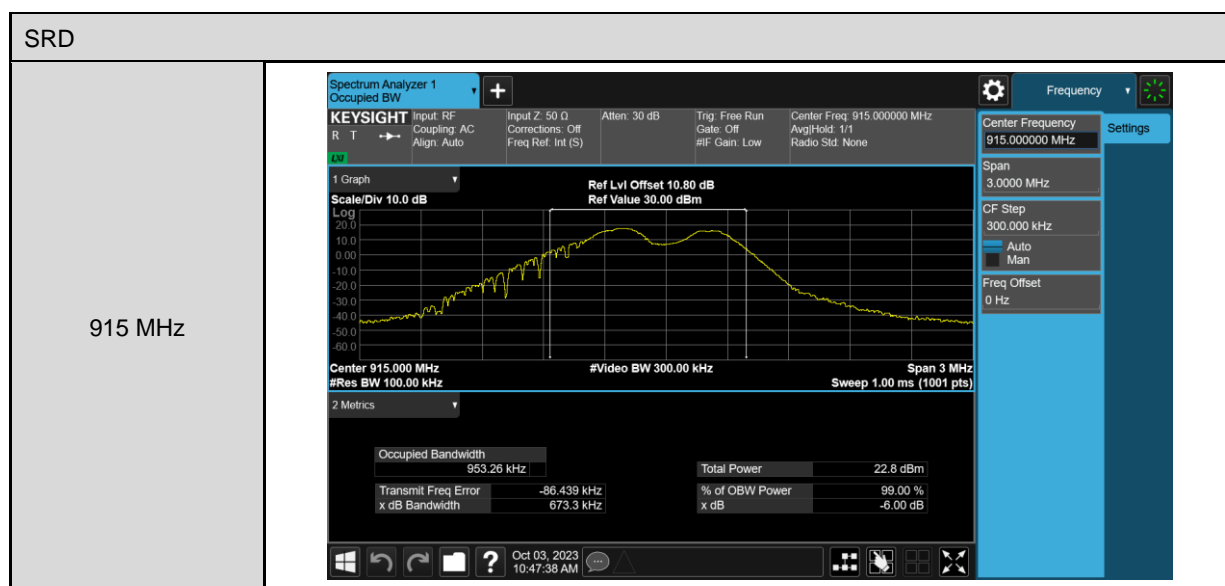 SRD
915 MHz
Spectrum Analyzer 1
Occupied BW
+
Frequency
KEYSIGHT
R T
LXI
Input: RF
Coupling: AC
Align: Auto
Input Z: 50 Ω
Corrections: Off
Freq Ref: Int (S)
Atten: 30 dB
Trig: Free Run
Gate: Off
#IF Gain: Low
Center Freq: 915.000000 MHz
Avg|Hold: 1/1
Radio Std: None
Center Frequency
915.000000 MHz
Settings
Span
3.0000 MHz
CF Step
300.000 kHz
Auto
Man
Freq Offset
0 Hz
1 Graph
Scale/Div 10.0 dB
Ref Lvl Offset 10.80 dB
Ref Value 30.00 dBm
Log
20.0
10.0
0.00
-10.0
-20.0
-30.0
-40.0
-50.0
-60.0
Center 915.000 MHz
#Res BW 100.00 kHz
#Video BW 300.00 kHz
Span 3 MHz
Sweep 1.00 ms (1001 pts)
2 Metrics
Occupied Bandwidth
953.26 kHz
Total Power 22.8 dBm
Transmit Freq Error -86.439 kHz
% of OBW Power 99.00 %
x dB Bandwidth 673.3 kHz
x dB -6.00 dB
?
Oct 03, 2023
10:47:38 AM